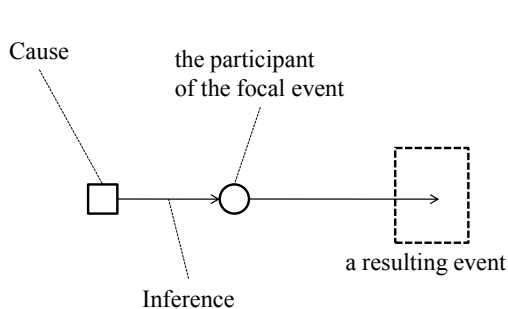 Cause
the participant
of the focal event
a resulting event
Inference